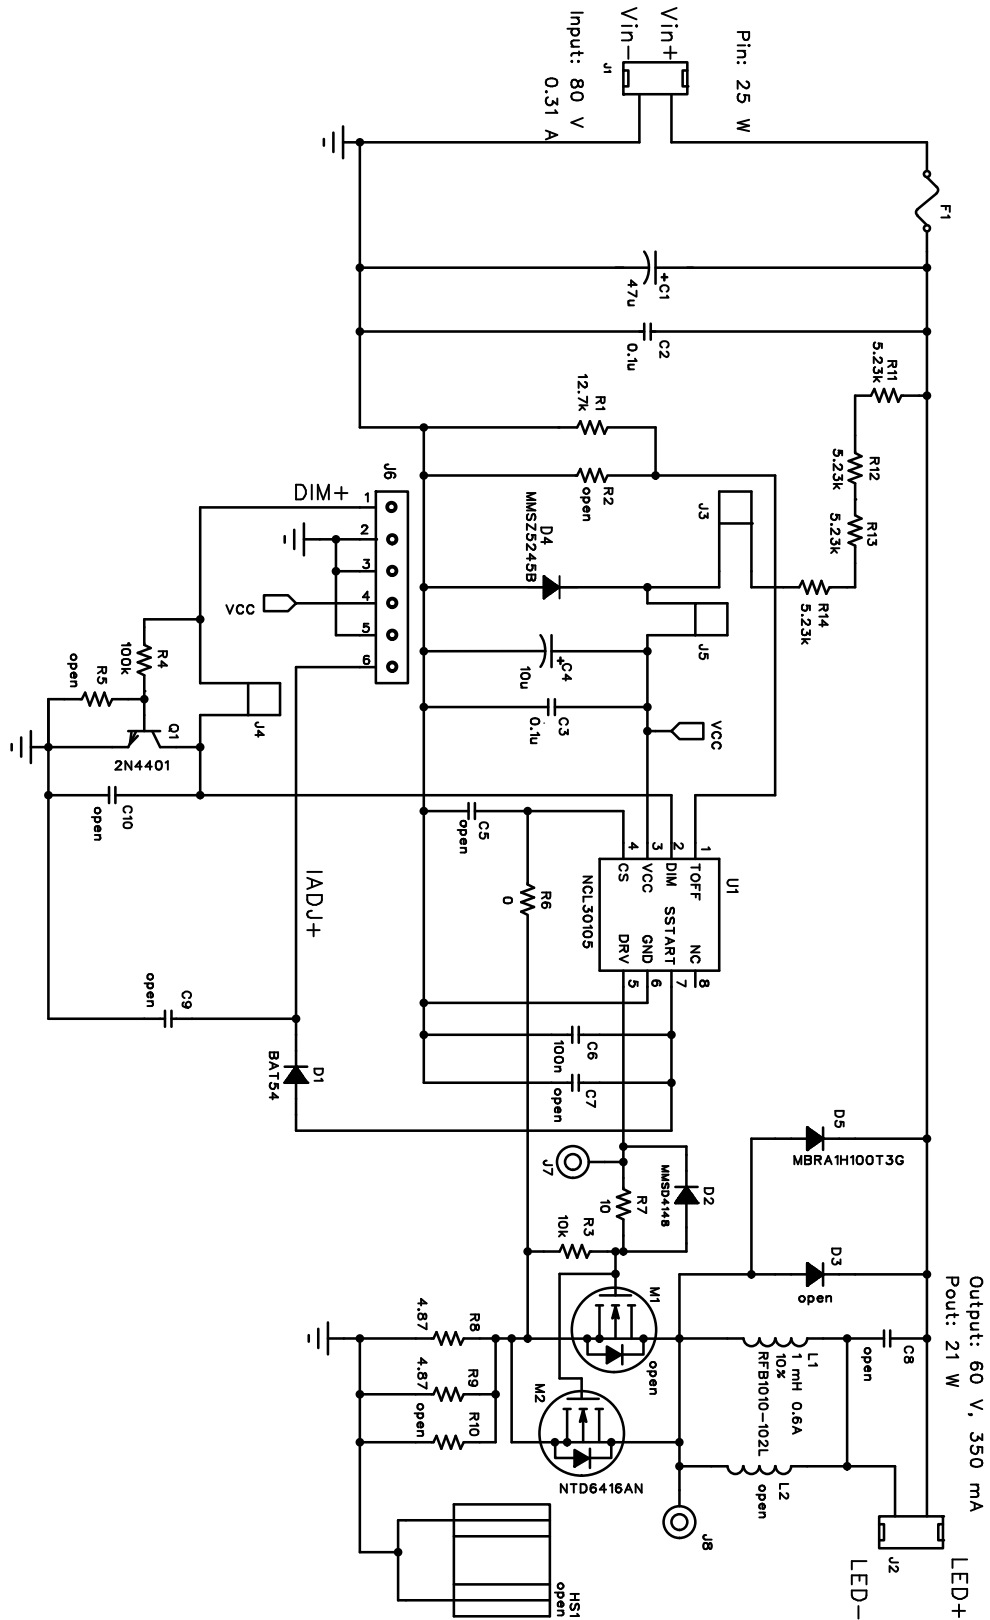 Pin: 25 W
Vin+
Vin-
Input: 80 V
0.31 A
J1
F1
+C1
47u
C2
0.1u
R11
5.23k
R12
5.23k
R13
5.23k
R14
5.23k
R1
12.7k
R2
open
J3
D4
MMSZ5245B
J5
+C4
10u
C3
0.1u
VCC
J6
1
2
3
4
5
6
DIM+
VCC
R4
100k
R5
open
Q1
2N4401
J4
C10
open
IADJ+
C9
open
D1
BAT54
C5
open
R6
0
U1
NCL30105
1
2
3
4
TOFF
DIM
VCC
CS
NC
SSTART
GND
DRV
8
7
6
5
C6
100n
C7
open
J7
D2
MMSD4148
R7
10
R3
10k
D5
MBRA1H100T3G
D3
open
M1
open
M2
NTD6416AN
R8
4.87
R9
4.87
R10
open
L1
1 mH 0.6A
10%
RFB1010-102L
L2
open
C8
open
J8
HS1
open
Output: 60 V, 350 mA
Pout: 21 W
LED+
LED-
J2